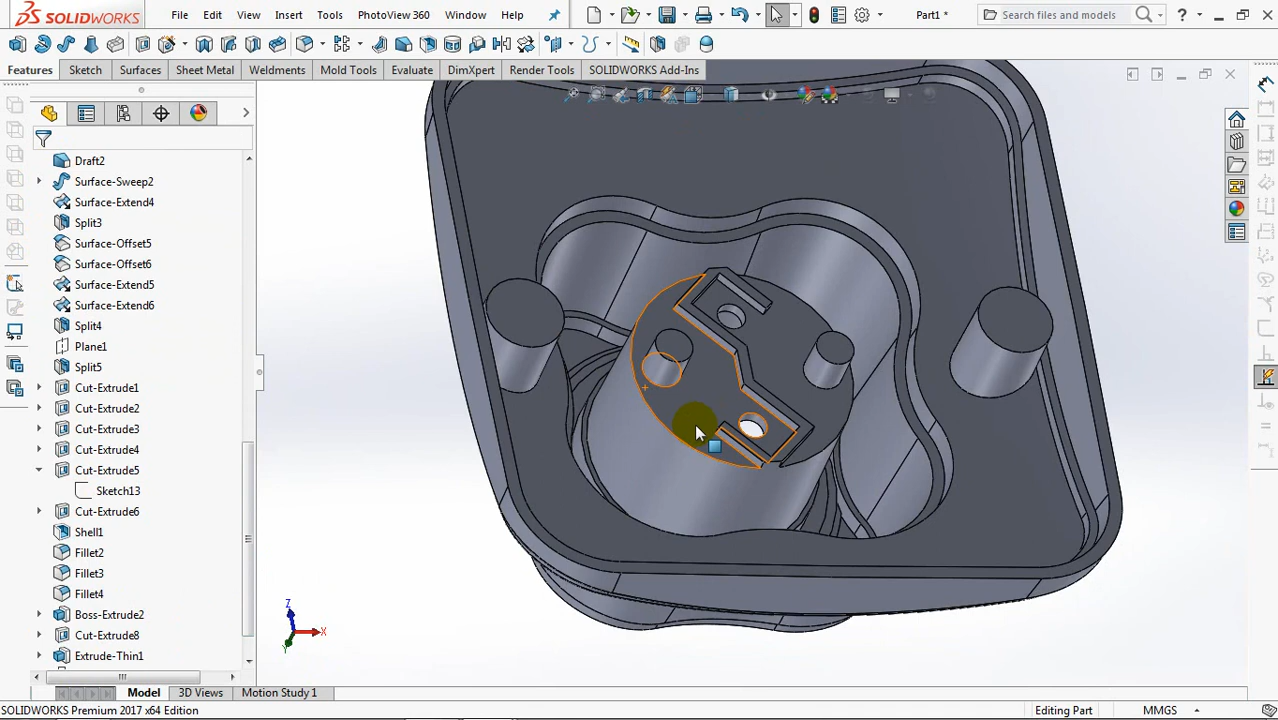 SOLIDWORKS File Edit View Insert Tools PhotoView 360 Window Help Part1 * Search files and models ?
Features Sketch Surfaces Sheet Metal Weldments Mold Tools Evaluate DimXpert Render Tools SOLIDWORKS Add-Ins
Draft2
Surface-Sweep2
Surface-Extend4
Split3
Surface-Offset5
Surface-Offset6
Surface-Extend5
Surface-Extend6
Split4
Plane1
Split5
Cut-Extrude1
Cut-Extrude2
Cut-Extrude3
Cut-Extrude4
Cut-Extrude5
Sketch13
Cut-Extrude6
Shell1
Fillet2
Fillet3
Fillet4
Boss-Extrude2
Cut-Extrude8
Extrude-Thin1
Z
X
Y
Model 3D Views Motion Study 1
SOLIDWORKS Premium 2017 x64 Edition Editing Part MMGS